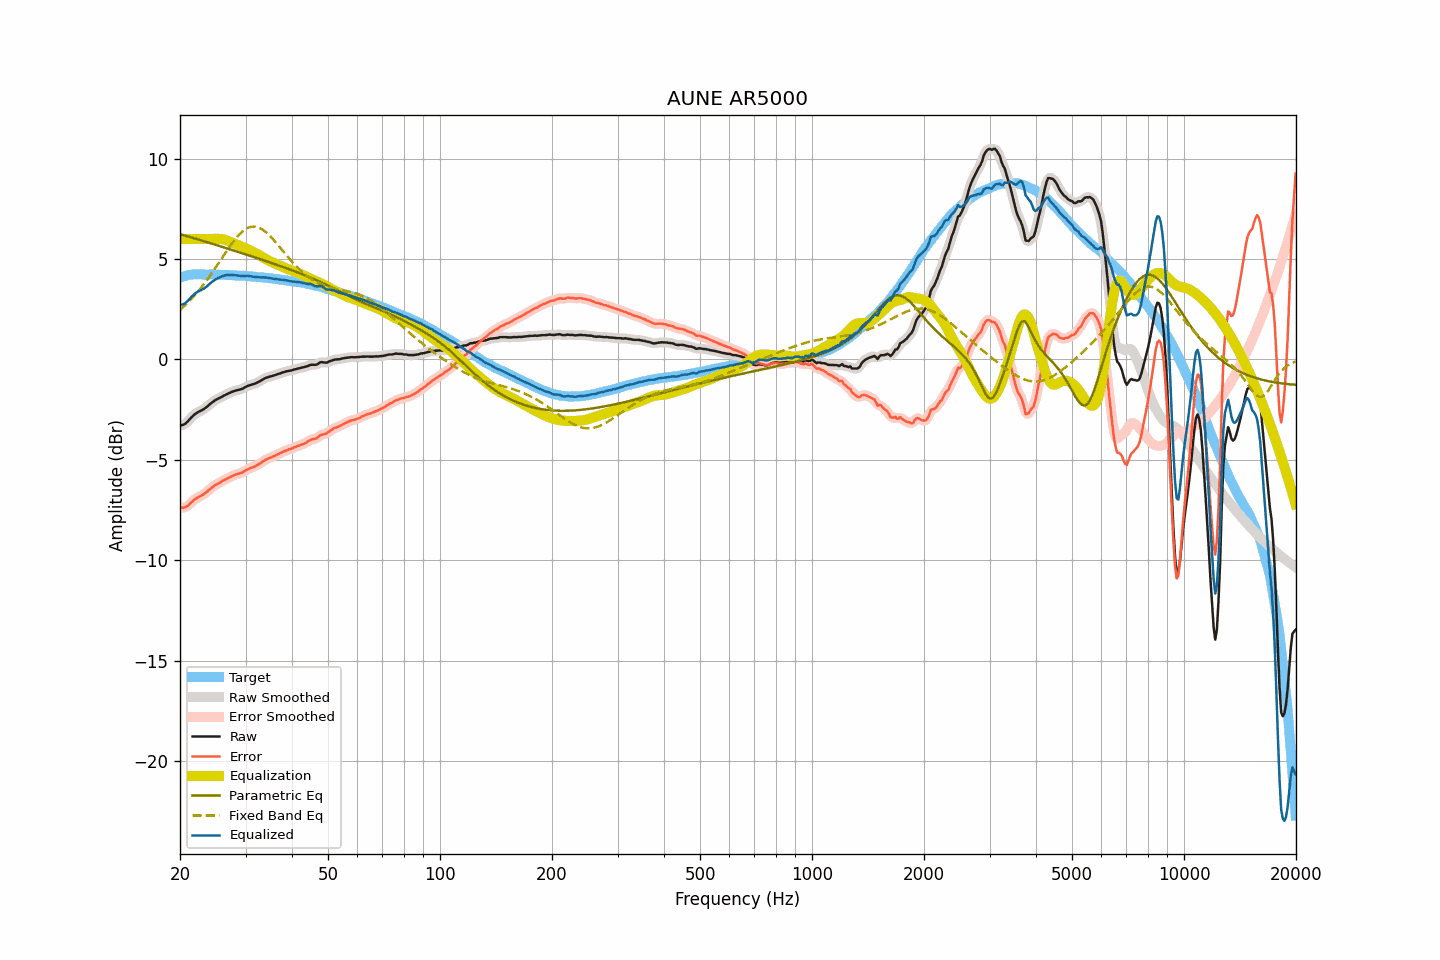 AUNE AR5000
10
5
0
−5
−10
−15
−20
Amplitude (dBr)
Target
Raw Smoothed
Error Smoothed
Raw
Error
Equalization
Parametric Eq
Fixed Band Eq
Equalized
20 50 100 200 500 1000 2000 5000 10000 20000
Frequency (Hz)